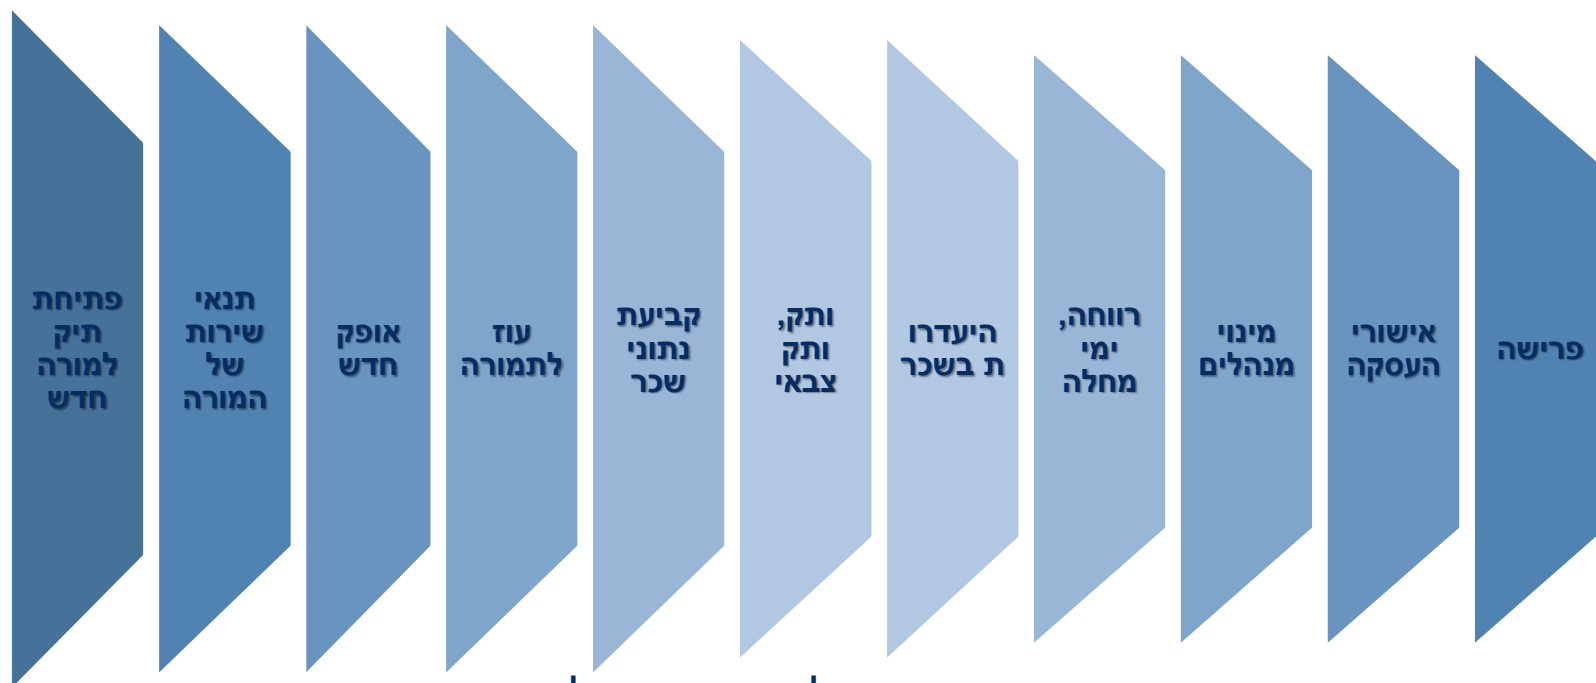 פתיחת
תיק
למורה
חדש
תנאי
שירות
של
המורה
אופק
חדש
עוז
לתמורה
קביעת
נתוני
שכר
ותק,
ותק
צבאי
היעדרו
ת בשכר
רווחה,
ימי
מחלה
מינוי
מנהלים
אישורי
העסקה
פרישה